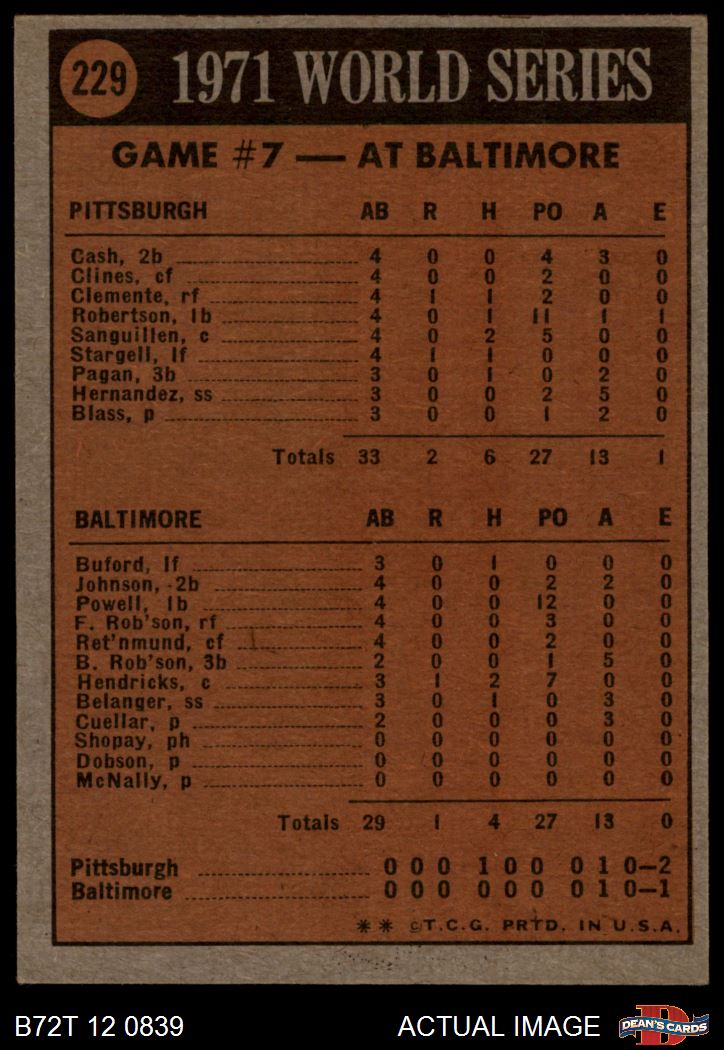 229 1971 WORLD SERIES
GAME #7 — AT BALTIMORE
PITTSBURGH AB R H PO A E
Cash, 2b 4 0 0 4 3 0
Clines, cf 4 0 0 2 0 0
Clemente, rf 4 1 1 2 0 0
Robertson, 1b 4 0 1 11 1 1
Sanguillen, c 4 0 2 5 0 0
Stargell, lf 4 1 1 0 0 0
Pagan, 3b 3 0 1 0 2 0
Hernandez, ss 3 0 0 2 5 0
Blass, p 3 0 0 1 2 0
Totals 33 2 6 27 13 1
BALTIMORE AB R H PO A E
Buford, lf 3 0 1 0 0 0
Johnson, 2b 4 0 0 2 2 0
Powell, 1b 4 0 0 12 0 0
F. Rob'son, rf 4 0 0 3 0 0
Ret'nmund, cf 4 0 0 2 0 0
B. Rob'son, 3b 2 0 0 1 5 0
Hendricks, c 3 1 2 7 0 0
Belanger, ss 3 0 1 0 3 0
Cuellar, p 2 0 0 0 3 0
Shopay, ph 0 0 0 0 0 0
Dobson, p 0 0 0 0 0 0
McNally, p 0 0 0 0 0 0
Totals 29 1 4 27 13 0
Pittsburgh 0 0 0 1 0 0 0 1 0—2
Baltimore 0 0 0 0 0 0 0 1 0—1
** ©T.C.G. PRTD. IN U.S.A.
B72T 12 0839 ACTUAL IMAGE D DEAN'S CARDS